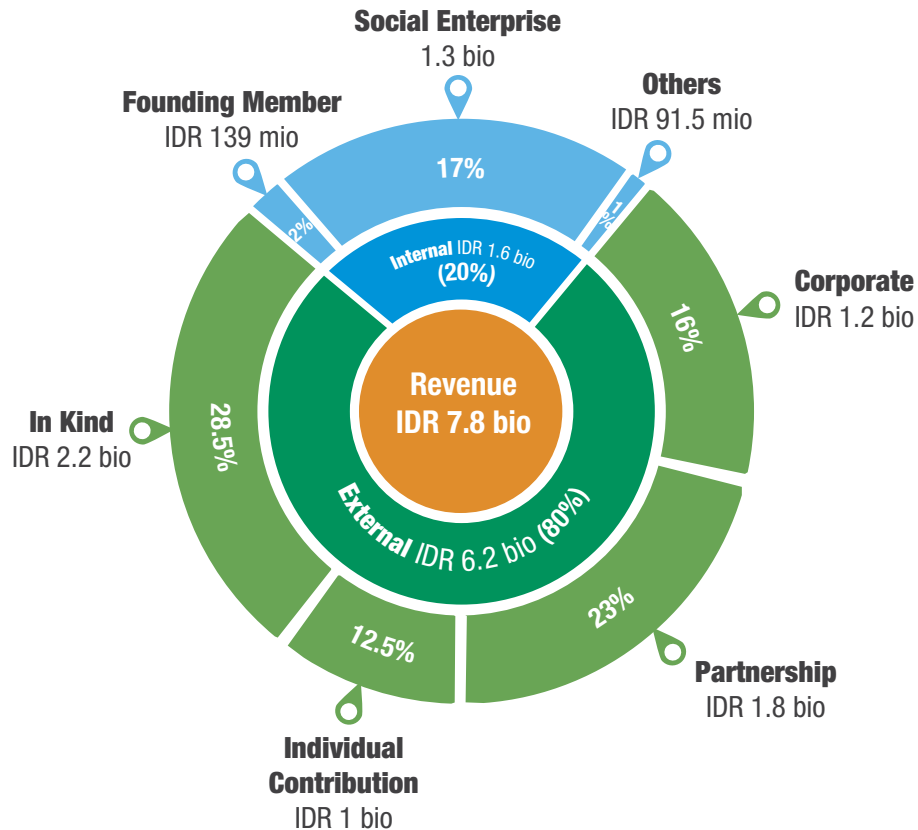 Social Enterprise
1.3 bio
Founding Member
IDR 139 mio
Others
IDR 91.5 mio
17%
2%
1%
Internal IDR 1.6 bio
(20%)
Corporate
IDR 1.2 bio
16%
Revenue
IDR 7.8 bio
In Kind
IDR 2.2 bio
28.5%
External IDR 6.2 bio (80%)
23%
12.5%
Partnership
IDR 1.8 bio
Individual
Contribution
IDR 1 bio